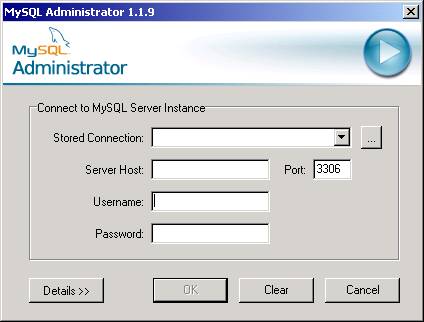 MySQL Administrator 1.1.9
MySQL
Administrator
Connect to MySQL Server Instance
Stored Connection:
...
Server Host:
Port: 3306
Username:
Password:
Details >>
OK
Clear
Cancel